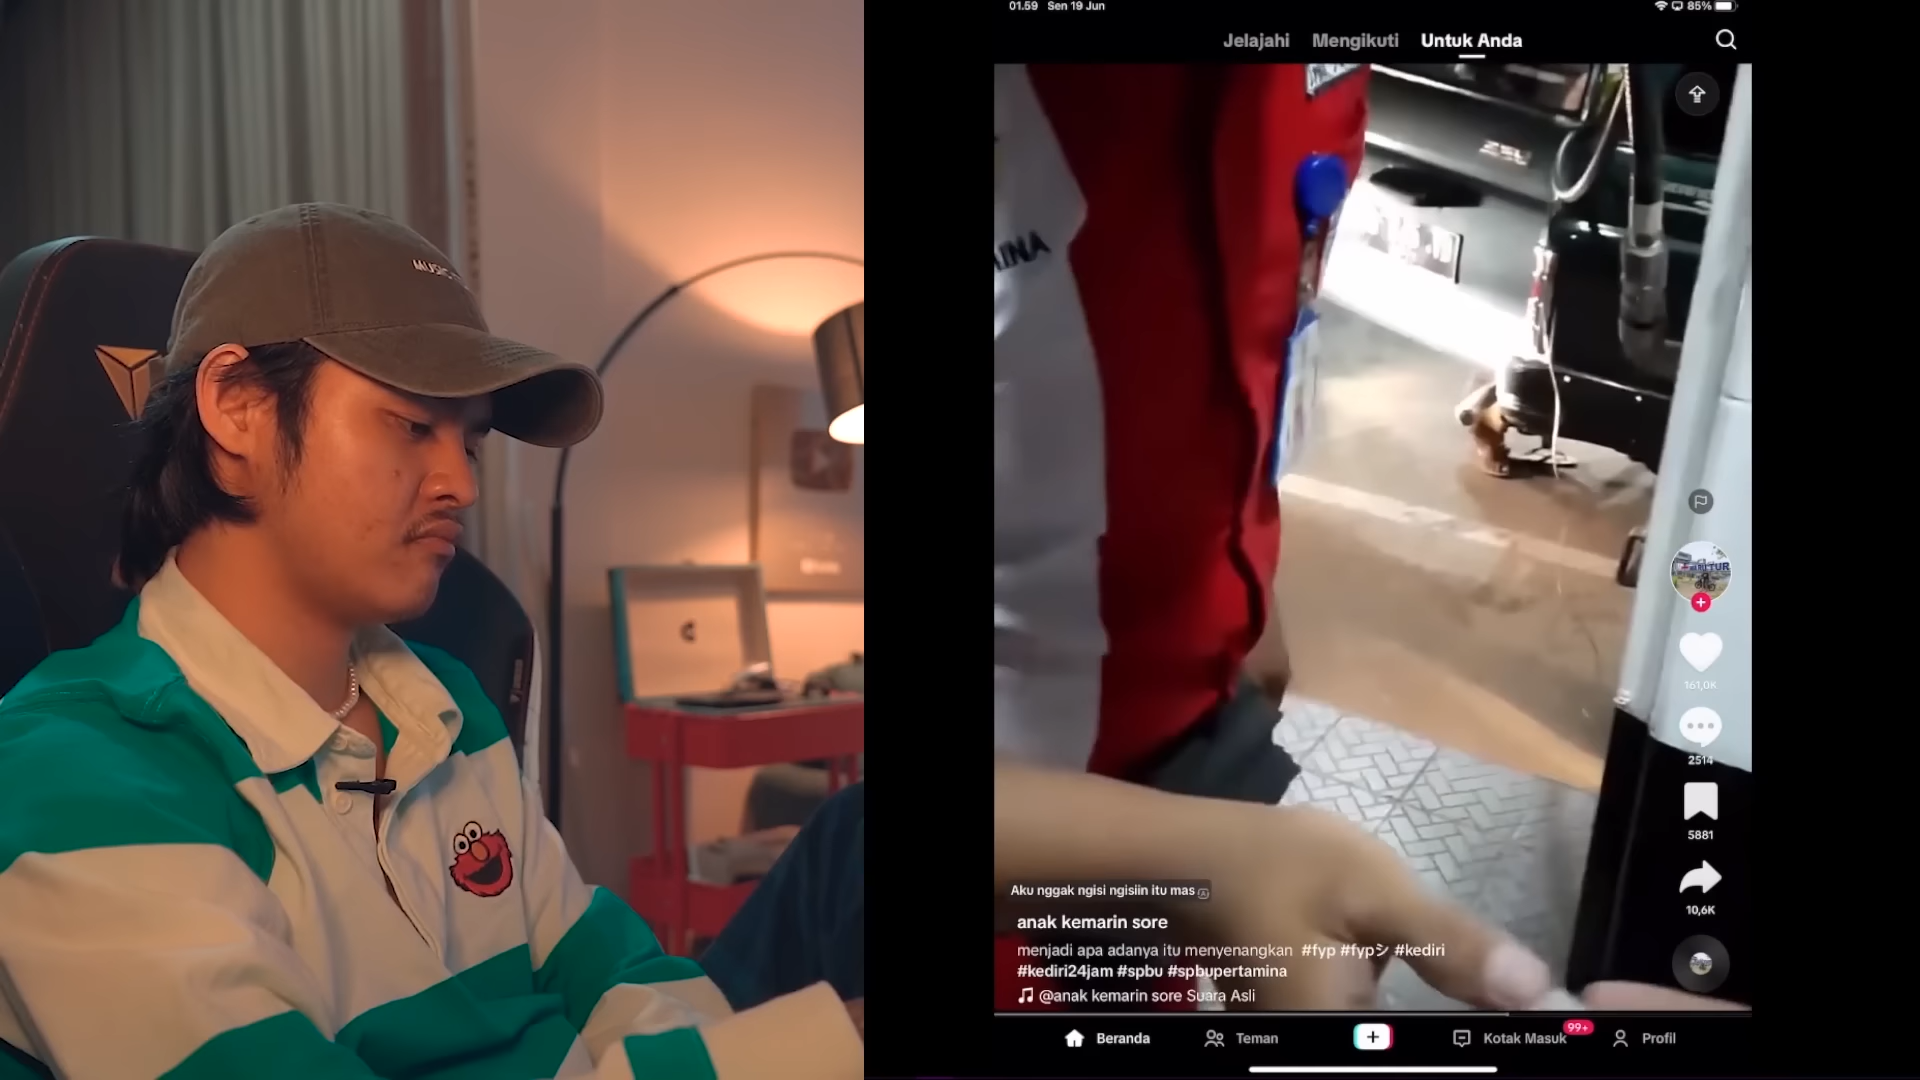 01.59 Sen 19 Jun
85%
Jelajahi Mengikuti Untuk Anda
MUSIC
161,0K
2514
5881
10,6K
Aku nggak ngisi ngisiin itu mas
anak kemarin sore
menjadi apa adanya itu menyenangkan #fyp #fypシ #kediri
#kediri24jam #spbu #spbupertamina
@anak kemarin sore Suara Asli
Beranda Teman Kotak Masuk 99+ Profil